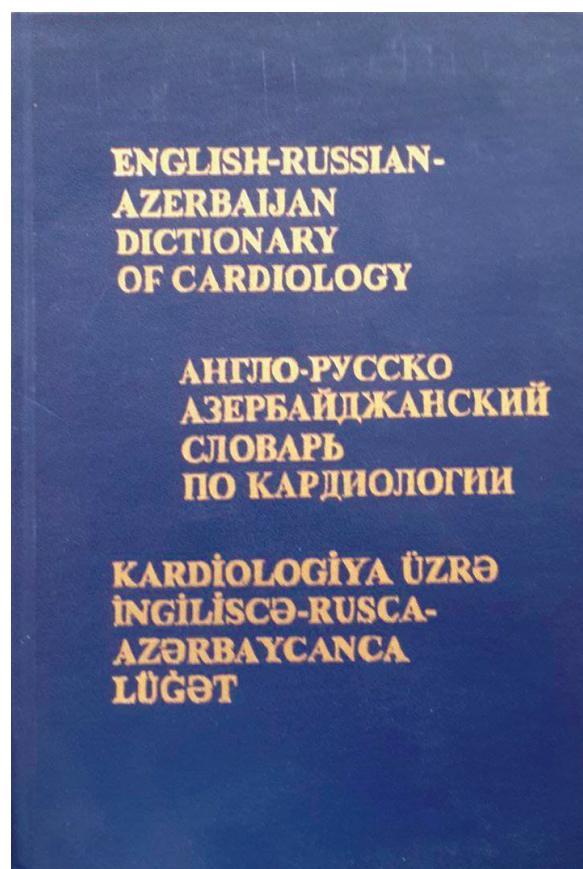 ENGLISH-RUSSIAN-
AZERBAIJAN
DICTIONARY
OF CARDIOLOGY
АНГЛО-РУССКО
АЗЕРБАЙДЖАНСКИЙ
СЛОВАРЬ
ПО КАРДИОЛОГИИ
KARDİOLOGİYA ÜZRƏ
İNGİLİSCƏ-RUSCA-
AZƏRBAYCANCA
LÜĞƏT